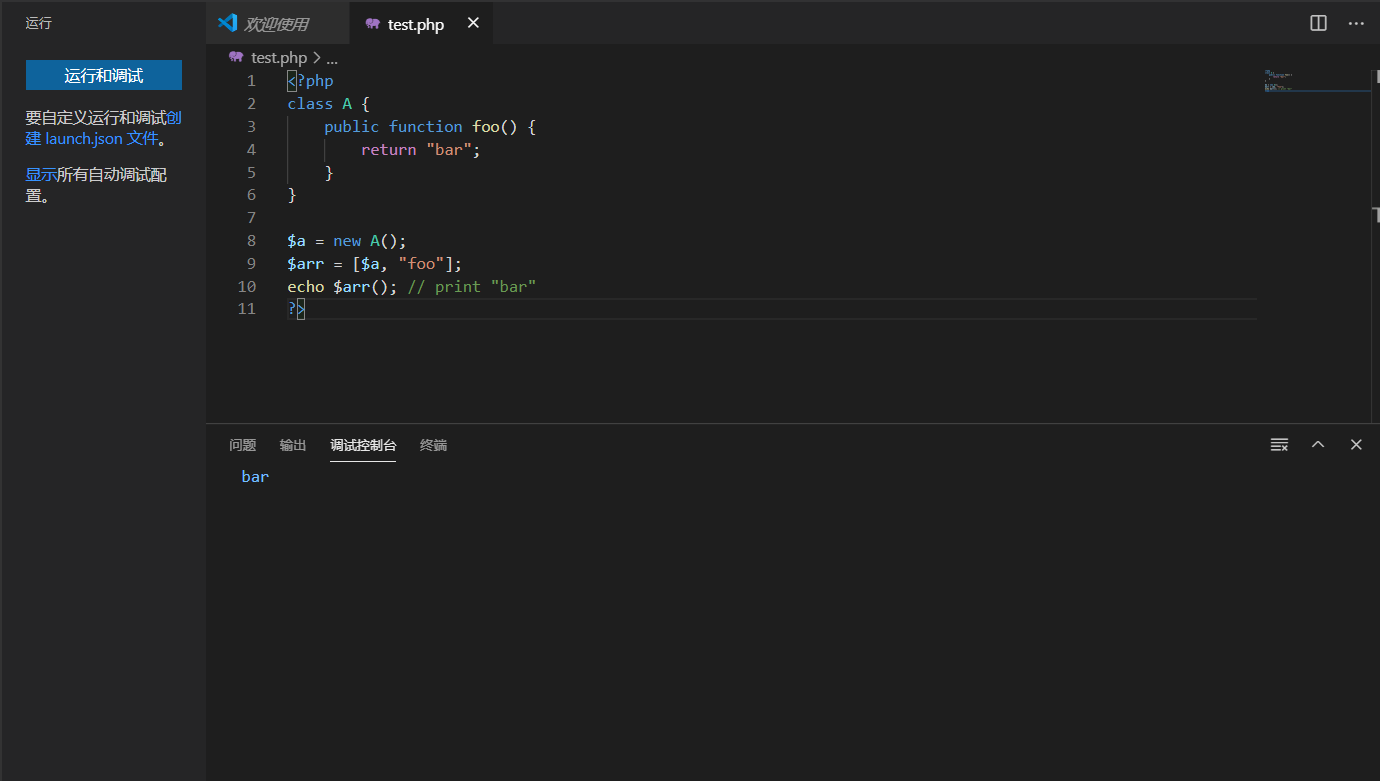 运行
运行和调试
要自定义运行和调试创
建 launch.json 文件。
显示所有自动调试配
置。
欢迎使用
test.php
test.php > ...
1 <?php
2 class A {
3     public function foo() {
4         return "bar";
5     }
6 }
7
8 $a = new A();
9 $arr = [$a, "foo"];
10 echo $arr(); // print "bar"
11 ?>
问题 输出 调试控制台 终端
bar